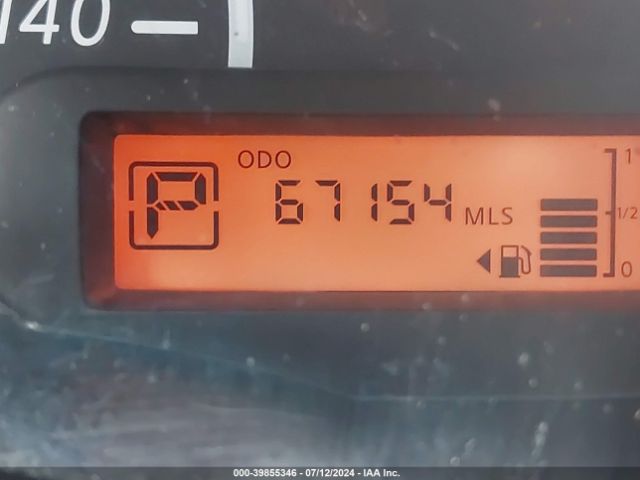 140
ODO
P
67154 MLS
1
1/2
0
000-39855346 - 07/12/2024 - IAA Inc.